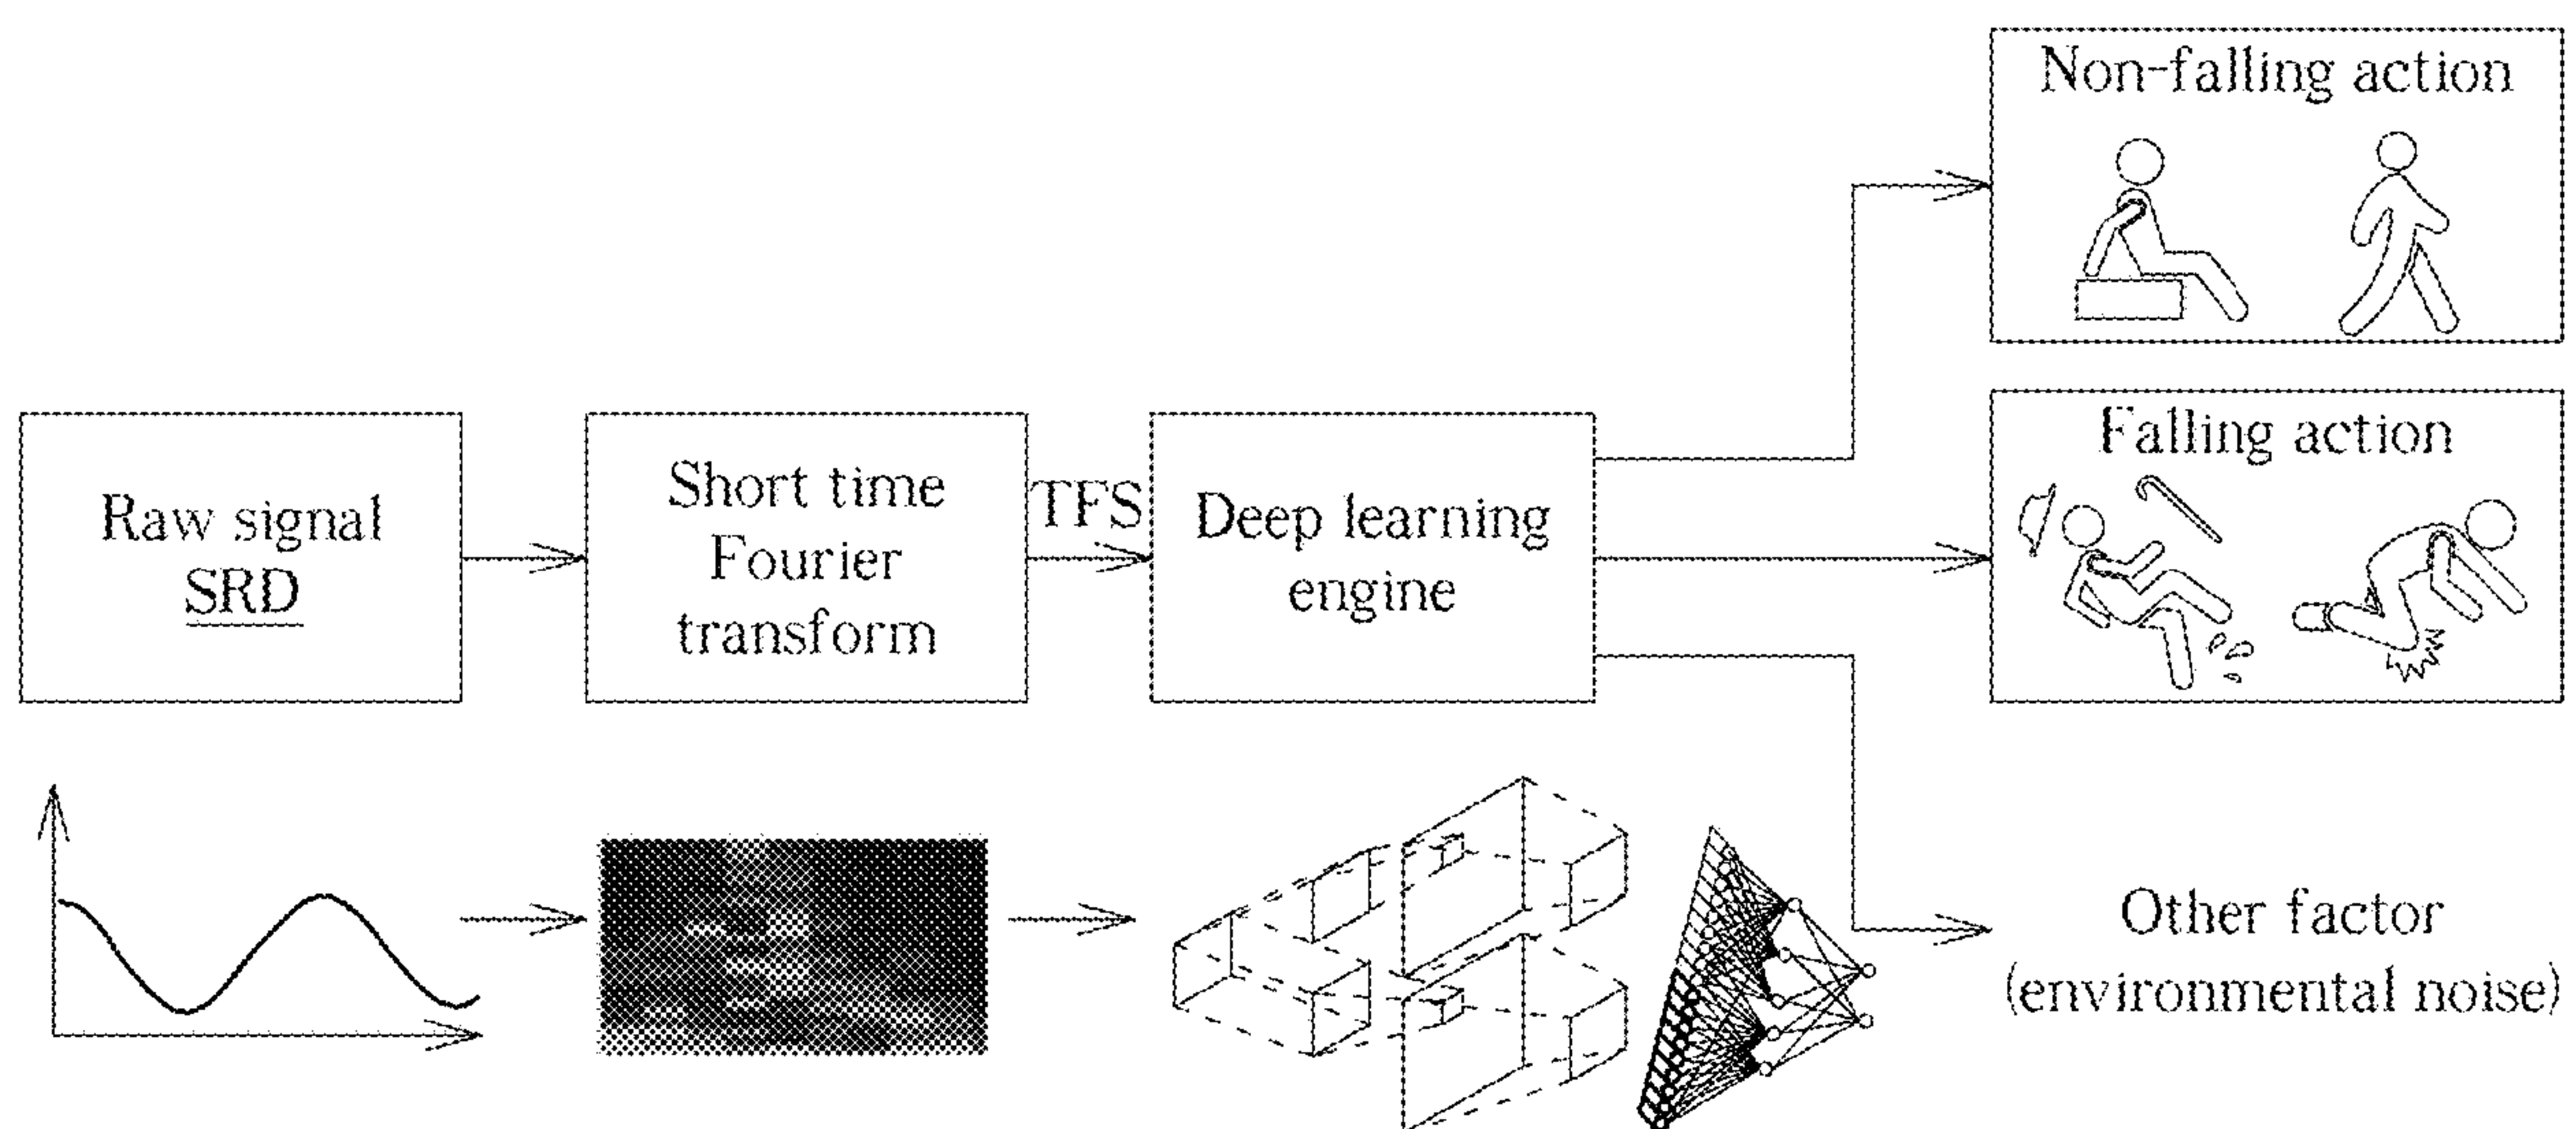 Non-falling action
Raw signal
SRD
Short time
Fourier
transform
TFS
Deep learning
engine
Falling action
Other factor
(environmental noise)